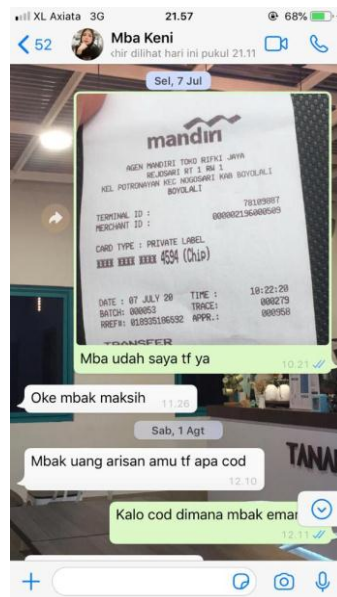 XL Axiata 3G 21.57 68%
52 Mba Keni
chir dilihat hari ini pukul 21.11
Sel, 7 Jul
mandiri
AGEN MANDIRI TOKO RIFKI JAYA
REJOSARI RT 1 RW 1
KEL POTRONAYAN KEC NOGOSARI KAB BOYOLALI
BOYOLALI
TERMINAL ID : 78109887
MERCHANT ID : 000002196000509
CARD TYPE : PRIVATE LABEL
4594 (Chip)
DATE : 07 JULY 20 TIME : 10:22:20
BATCH: 000053 TRACE: 000279
RREF#: 018935106592 APPR.: 000958
TRANSFER
Mba udah saya tf ya
10.21
Oke mbak maksih
11.26
Sab, 1 Agt
Mbak uang arisan amu tf apa cod
12.10
TANA
Kalo cod dimana mbak emar
12.11